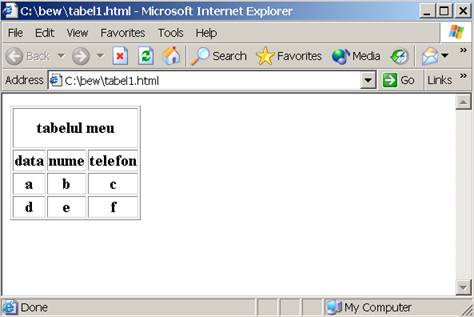 C:\bew\tabel1.html - Microsoft Internet Explorer
File Edit View Favorites Tools Help
Back Search Favorites Media
Address C:\bew\tabel1.html Go Links
tabelul meu
data nume telefon
a b c
d e f
Done My Computer